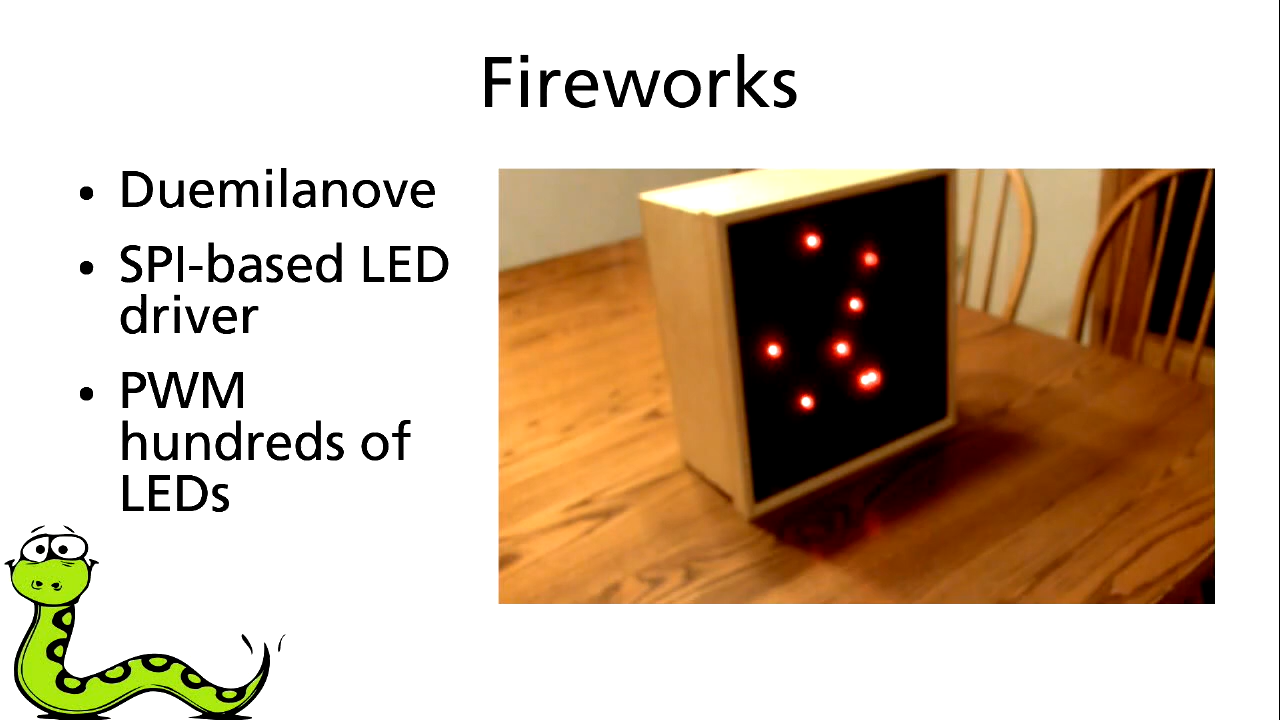 Fireworks
• Duemilanove
• SPI-based LED
driver
• PWM
hundreds of
LEDs